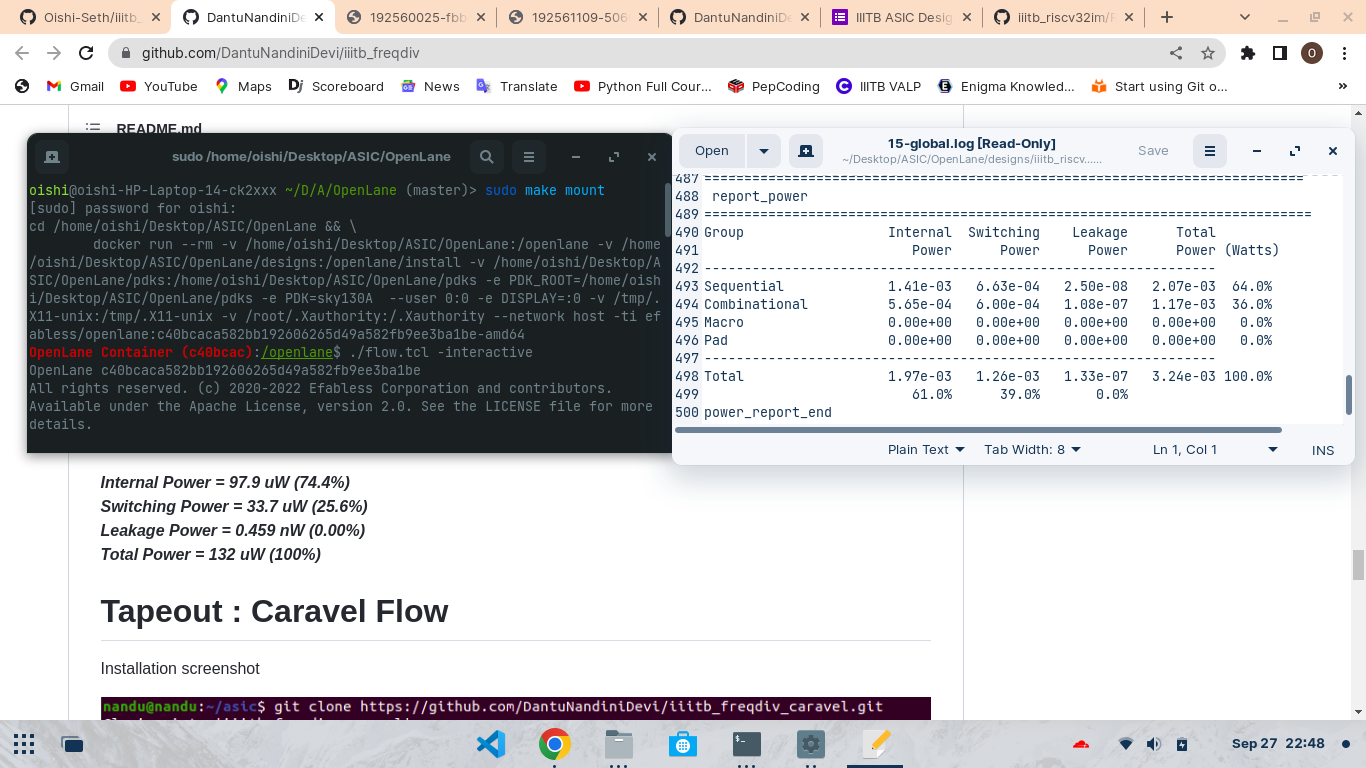 Oishi-Seth/iiitb_
DantuNandiniDe
192560025-fbb
192561109-506
DantuNandiniDe
IIITB ASIC Desig
iiitb_riscv32im/R
github.com/DantuNandiniDevi/iiitb_freqdiv
O
Gmail
YouTube
Maps
Dj Scoreboard
News
Translate
Python Full Cour...
PepCoding
IIITB VALP
Enigma Knowled...
Start using Git o...
»
README.md
sudo /home/oishi/Desktop/ASIC/OpenLane
oishi@oishi-HP-Laptop-14-ck2xxx ~/D/A/OpenLane (master)> sudo make mount
[sudo] password for oishi:
cd /home/oishi/Desktop/ASIC/OpenLane && \
docker run --rm -v /home/oishi/Desktop/ASIC/OpenLane:/openlane -v /home
/oishi/Desktop/ASIC/OpenLane/designs:/openlane/install -v /home/oishi/Desktop/A
SIC/OpenLane/pdks:/home/oishi/Desktop/ASIC/OpenLane/pdks -e PDK_ROOT=/home/oish
i/Desktop/ASIC/OpenLane/pdks -e PDK=sky130A  --user 0:0 -e DISPLAY=:0 -v /tmp/.
X11-unix:/tmp/.X11-unix -v /root/.Xauthority:/.Xauthority --network host -ti ef
abless/openlane:c40bcaca582bb192606265d49a582fb9ee3ba1be-amd64
OpenLane Container (c40bcac):/openlane$ ./flow.tcl -interactive
OpenLane c40bcaca582bb192606265d49a582fb9ee3ba1be
All rights reserved. (c) 2020-2022 Efabless Corporation and contributors.
Available under the Apache License, version 2.0. See the LICENSE file for more
details.
Open
15-global.log [Read-Only]
~/Desktop/ASIC/OpenLane/designs/iiitb_riscv......
Save
487 ===========================================================================
488 report_power
489 ============================================================================
490 Group Internal Switching Leakage Total
491 Power Power Power Power (Watts)
492 ----------------------------------------------------------------
493 Sequential 1.41e-03 6.63e-04 2.50e-08 2.07e-03 64.0%
494 Combinational 5.65e-04 6.00e-04 1.08e-07 1.17e-03 36.0%
495 Macro 0.00e+00 0.00e+00 0.00e+00 0.00e+00 0.0%
496 Pad 0.00e+00 0.00e+00 0.00e+00 0.00e+00 0.0%
497 ----------------------------------------------------------------
498 Total 1.97e-03 1.26e-03 1.33e-07 3.24e-03 100.0%
499 61.0% 39.0% 0.0%
500 power_report_end
Plain Text
Tab Width: 8
Ln 1, Col 1
INS
Internal Power = 97.9 uW (74.4%)
Switching Power = 33.7 uW (25.6%)
Leakage Power = 0.459 nW (0.00%)
Total Power = 132 uW (100%)
Tapeout : Caravel Flow
Installation screenshot
nandu@nandu:~/asic$ git clone https://github.com/DantuNandiniDevi/iiitb_freqdiv_caravel.git
Sep 27 22:48